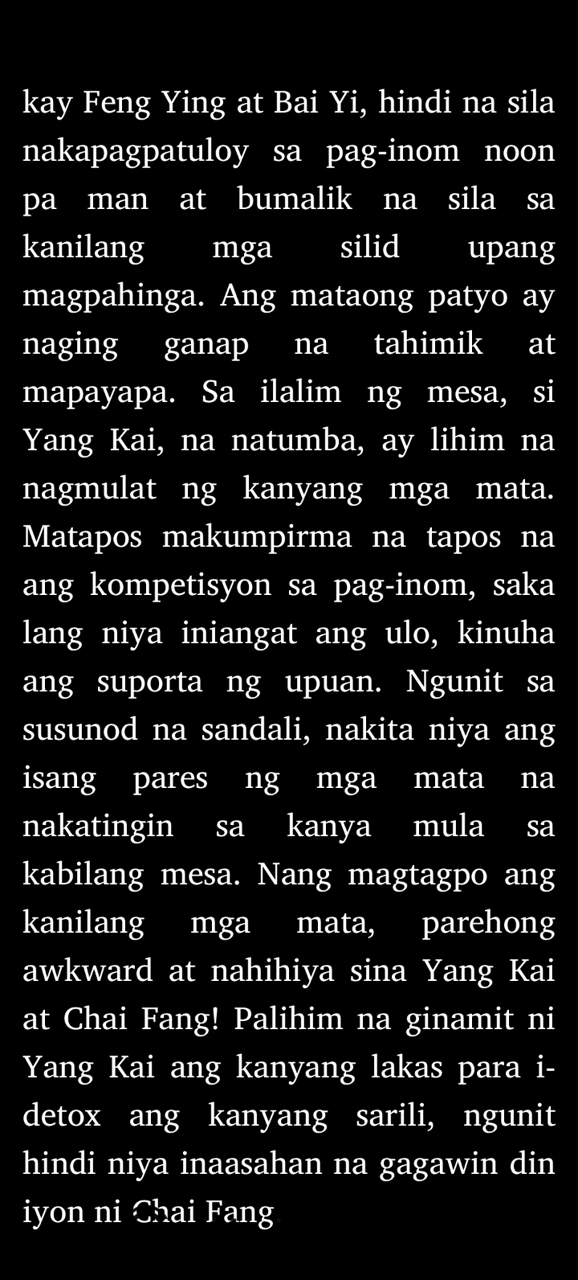 kay Feng Ying at Bai Yi, hindi na sila
nakapagpatuloy sa pag-inom noon
pa man at bumalik na sila sa
kanilang mga silid upang
magpahinga. Ang mataong patyo ay
naging ganap na tahimik at
mapayapa. Sa ilalim ng mesa, si
Yang Kai, na natumba, ay lihim na
nagmulat ng kanyang mga mata.
Matapos makumpirma na tapos na
ang kompetisyon sa pag-inom, saka
lang niya iniangat ang ulo, kinuha
ang suporta ng upuan. Ngunit sa
susunod na sandali, nakita niya ang
isang pares ng mga mata na
nakatingin sa kanya mula sa
kabilang mesa. Nang magtagpo ang
kanilang mga mata, parehong
awkward at nahihiya sina Yang Kai
at Chai Fang! Palihim na ginamit ni
Yang Kai ang kanyang lakas para i-
detox ang kanyang sarili, ngunit
hindi niya inaasahan na gagawin din
iyon ni Chai Fang